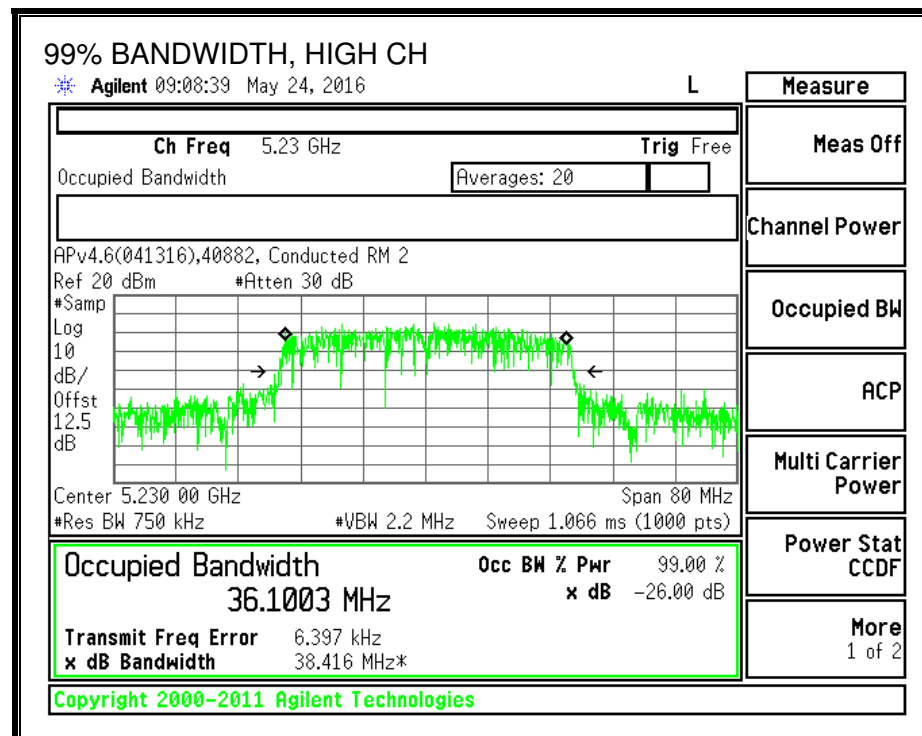 99% BANDWIDTH, HIGH CH
Agilent 09:08:39 May 24, 2016 L
Measure
Ch Freq 5.23 GHz Trig Free
Meas Off
Occupied Bandwidth Averages: 20
Channel Power
APv4.6(041316),40882, Conducted RM 2
Ref 20 dBm #Atten 30 dB
#Samp
Log
10
dB/
Offst
12.5
dB
Occupied BW
ACP
Multi Carrier
Power
Center 5.230 00 GHz Span 80 MHz
#Res BW 750 kHz #VBW 2.2 MHz Sweep 1.066 ms (1000 pts)
Power Stat
CCDF
Occupied Bandwidth Occ BW % Pwr 99.00 %
36.1003 MHz x dB -26.00 dB
Transmit Freq Error 6.397 kHz
x dB Bandwidth 38.416 MHz*
More
1 of 2
Copyright 2000-2011 Agilent Technologies